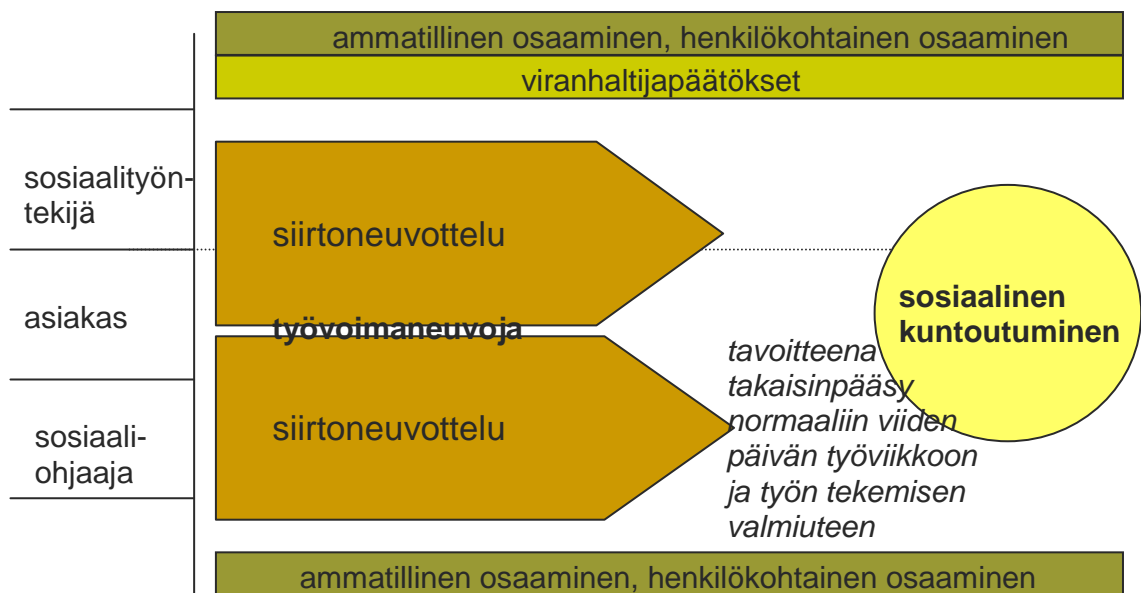 ammatillinen osaaminen, henkilökohtainen osaaminen
viranhaltijapäätökset
sosiaalityön-
tekijä
siirtoneuvottelu
asiakas
sosiaalinen
kuntoutuminen
työvoimaneuvoja
tavoitteena
takaisinpääsy
normaaliin viiden
päivän työviikkoon
ja työn tekemisen
valmiuteen
sosiaali-
ohjaaja
siirtoneuvottelu
ammatillinen osaaminen, henkilökohtainen osaaminen